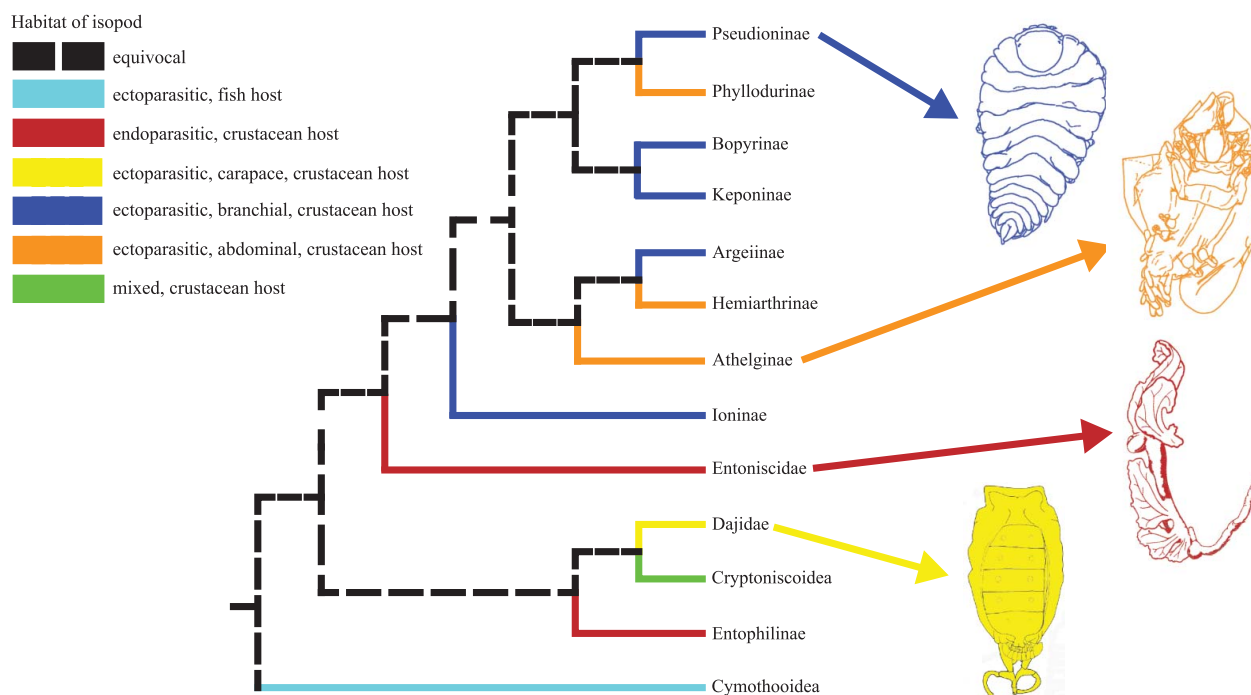 Habitat of isopod
equivocal
ectoparasitic, fish host
endoparasitic, crustacean host
ectoparasitic, carapace, crustacean host
ectoparasitic, branchial, crustacean host
ectoparasitic, abdominal, crustacean host
mixed, crustacean host
Pseudioninae
Phyllodurinae
Bopyrinae
Keponinae
Argeiinae
Hemiarthrinae
Athelginae
Ioninae
Entoniscidae
Dajidae
Cryptoniscoidea
Entophilinae
Cymothooidea